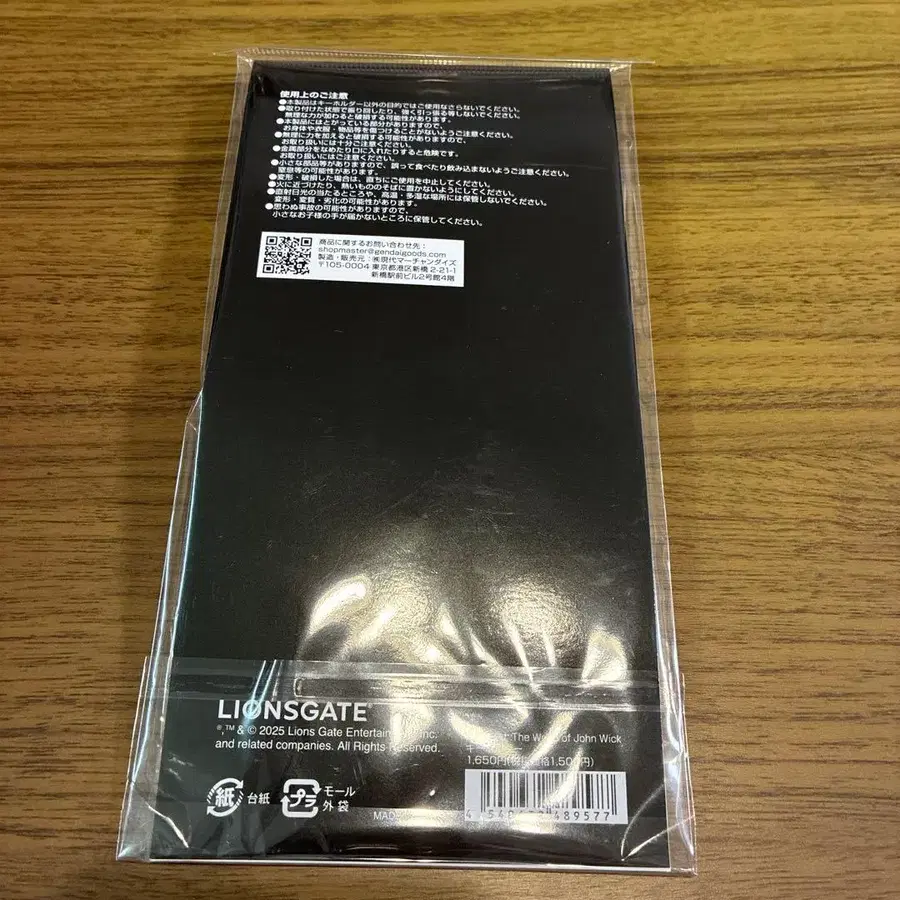 使用上のご注意
●本製品はキーホルダー以外の目的ではご使用なさらないでください。
●取り付けた状態で振り回したり、強く引っ張る等しないでください。
無理な力が加わると破損する可能性があります。
●本製品にはとがっている部分がありますので、
お身体や衣服・物品等を傷つけることがないようご注意ください。
●無理に力を加えると破損する可能性がありますので、
お取り扱いには十分ご注意ください。
●金属部分をなめたり口に入れたりすると危険です。
お取り扱いにはご注意ください。
●小さな部品等がありますので、誤って食べたり飲み込まないようご注意ください。
窒息等の可能性があります。
●変形・破損した場合は、直ちにご使用を中止してください。
●火に近づけたり、熱いもののそばに置かないようにしてください。
●直射日光の当たるところや、高温・多湿な場所には保管しないでください。
変形・変質・劣化の可能性があります。
●思わぬ事故の可能性がありますので、
小さなお子様の手が届かないところに保管してください。
商品に関するお問い合わせ先：
shopmaster@gendaigoods.com
製造・販売元：㈱現代マーチャンダイズ
〒105-0004 東京都港区新橋 2-21-1
新橋駅前ビル2号館4階
LIONSGATE
®,™ & © 2025 Lions Gate Entertainment Inc.
and related companies. All Rights Reserved.
The World of John Wick
1,650円(税 価格1,500円)
紙 台紙
プラ モール
外袋
489577